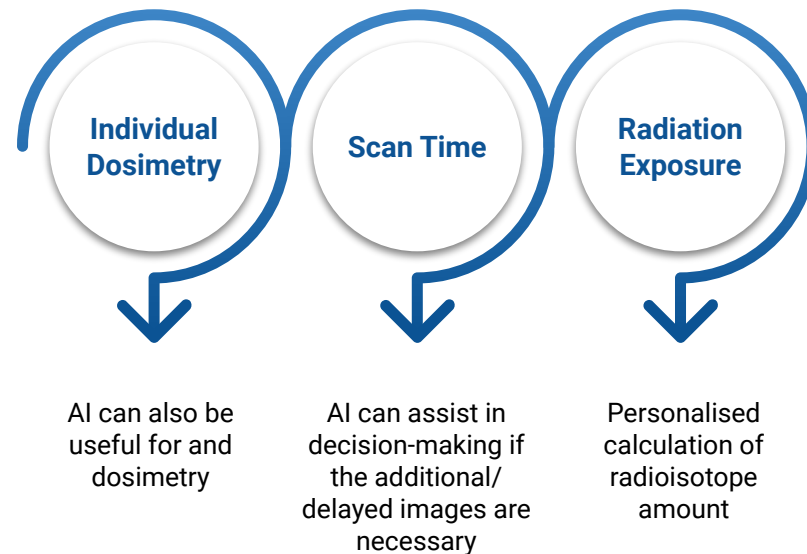 Individual
Dosimetry
Scan Time
Radiation
Exposure
AI can also be
useful for and
dosimetry
AI can assist in
decision-making if
the additional/
delayed images are
necessary
Personalised
calculation of
radioisotope
amount